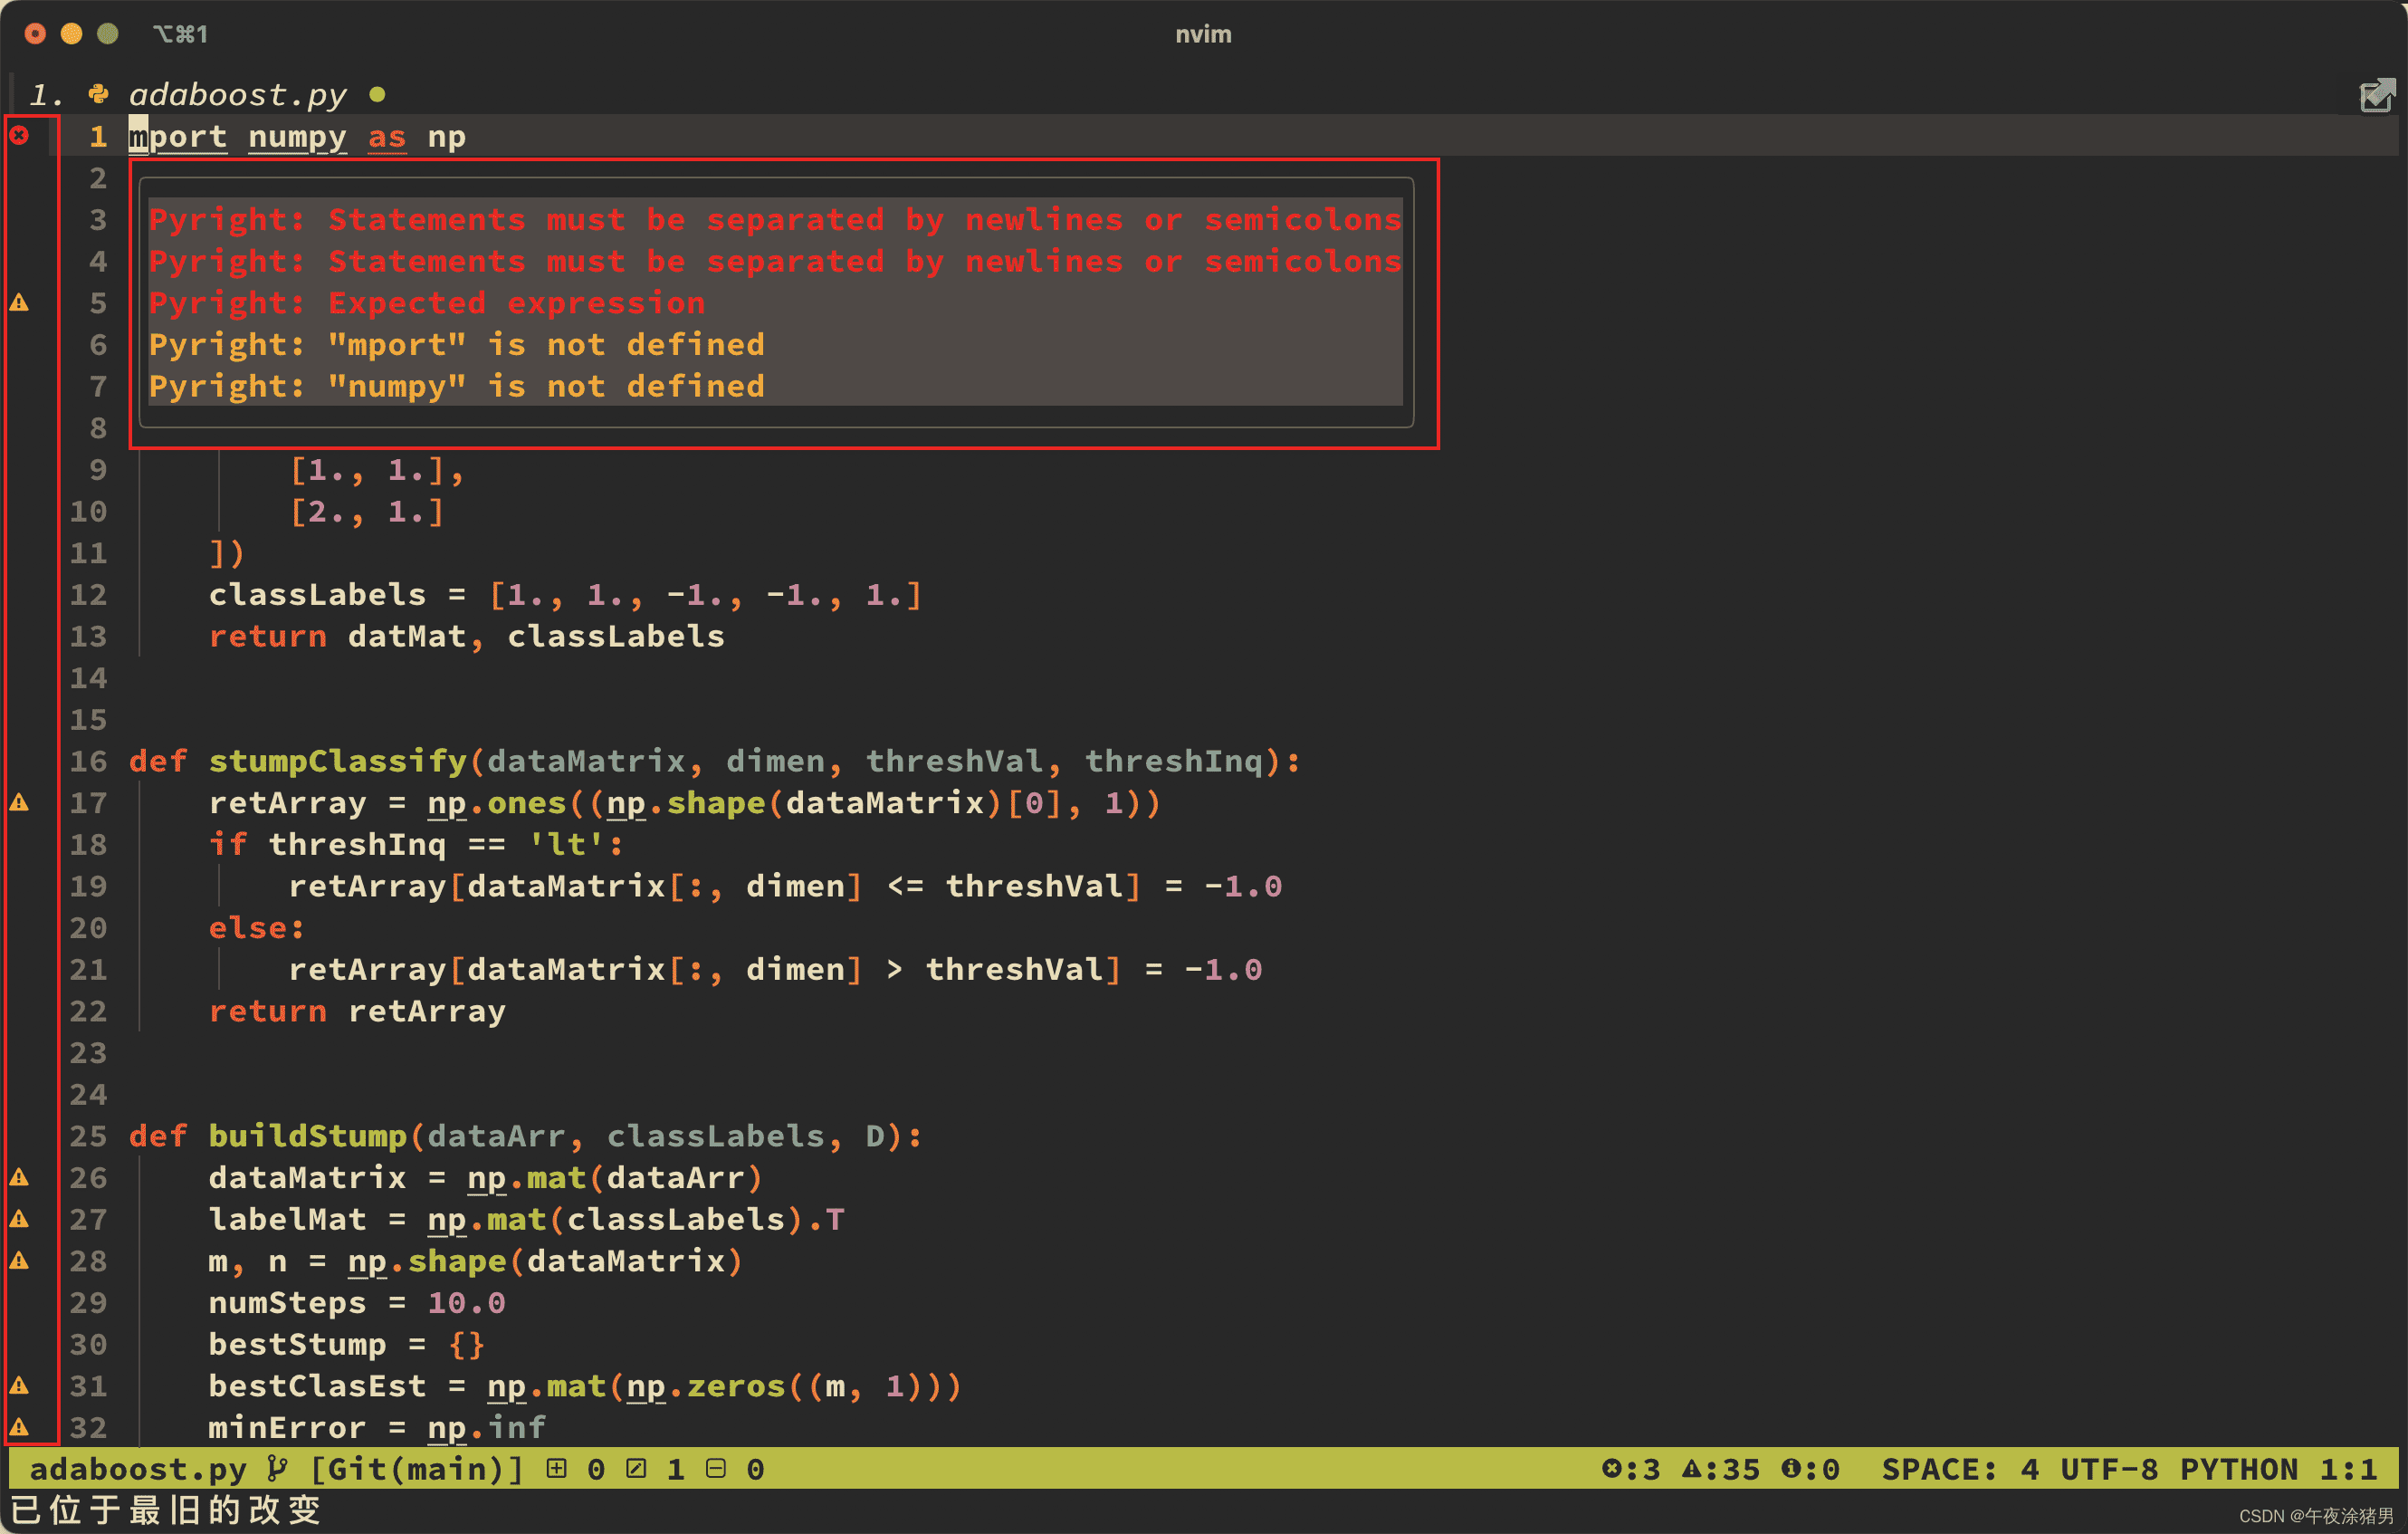 ⌥⌘1 nvim
1. adaboost.py
1 mport numpy as np
2
3 Pyright: Statements must be separated by newlines or semicolons
4 Pyright: Statements must be separated by newlines or semicolons
5 Pyright: Expected expression
6 Pyright: "mport" is not defined
7 Pyright: "numpy" is not defined
8
9 [1., 1.],
10 [2., 1.]
11 ])
12 classLabels = [1., 1., -1., -1., 1.]
13 return datMat, classLabels
14
15
16 def stumpClassify(dataMatrix, dimen, threshVal, threshInq):
17 retArray = np.ones((np.shape(dataMatrix)[0], 1))
18 if threshInq == 'lt':
19 retArray[dataMatrix[:, dimen] <= threshVal] = -1.0
20 else:
21 retArray[dataMatrix[:, dimen] > threshVal] = -1.0
22 return retArray
23
24
25 def buildStump(dataArr, classLabels, D):
26 dataMatrix = np.mat(dataArr)
27 labelMat = np.mat(classLabels).T
28 m, n = np.shape(dataMatrix)
29 numSteps = 10.0
30 bestStump = {}
31 bestClasEst = np.mat(np.zeros((m, 1)))
32 minError = np.inf
adaboost.py [Git(main)] 0 1 0 :3 :35 :0 SPACE: 4 UTF-8 PYTHON 1:1
已位于最旧的改变
CSDN @午夜涂猪男